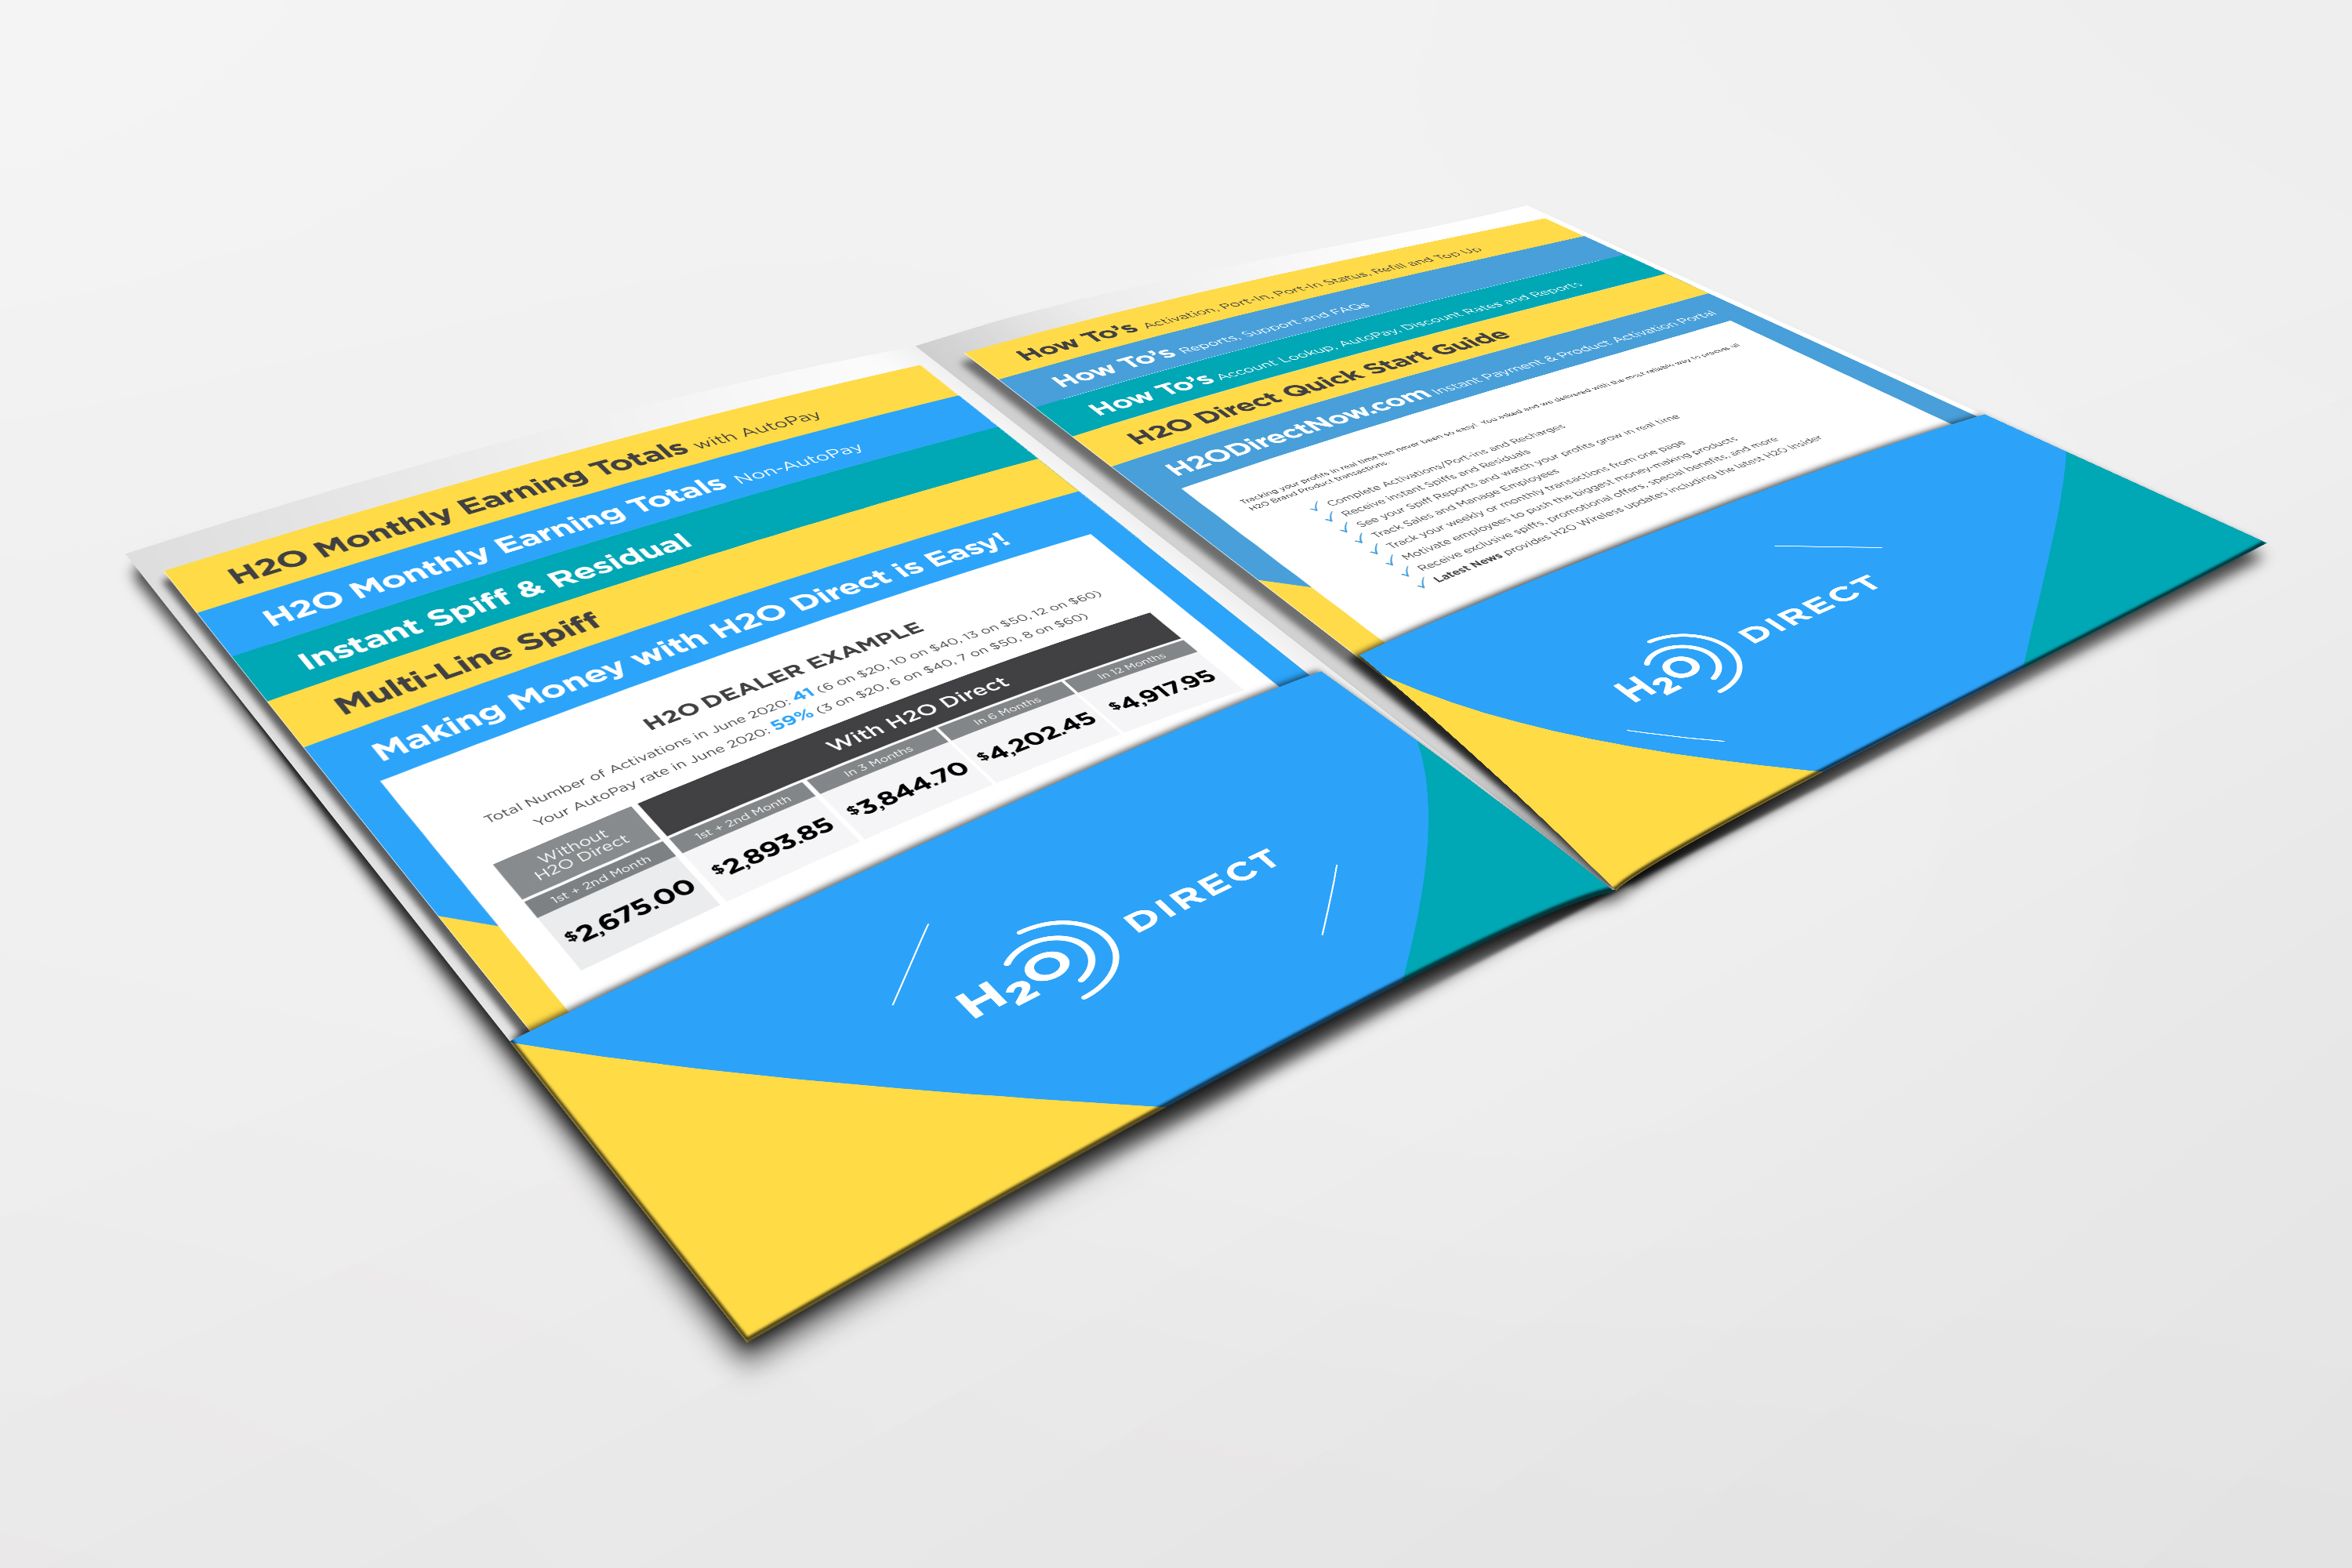 H2O Monthly Earning Totals with AutoPay
H2O Monthly Earning Totals Non-AutoPay
Instant Spiff & Residual
Multi-Line Spiff
Making Money with H2O Direct is Easy!
H2O DEALER EXAMPLE
Total Number of Activations in June 2020: 41 (6 on $20, 10 on $40, 13 on $50, 12 on $60)
Your AutoPay rate in June 2020: 59% (3 on $20, 6 on $40, 7 on $50, 8 on $60)
Without
H2O Direct
With H2O Direct
1st + 2nd Month
1st + 2nd Month
In 3 Months
In 6 Months
In 12 Months
$2,675.00
$2,893.85
$3,844.70
$4,202.45
$4,917.95
H2O DIRECT
How To's Activation, Port-In, Port-In Status, Refill and Top Up
How To's Reports, Support and FAQs
How To's Account Lookup, AutoPay, Discount Rates and Reports
H2O Direct Quick Start Guide
H2ODirectNow.com Instant Payment & Product Activation Portal
Tracking your profits in real time has never been so easy! You asked and we delivered with the most reliable way to process all
H2O Brand Product transactions
Complete Activations/Port-ins and Recharges
Receive instant Spiffs and Residuals
See your Spiff Reports and watch your profits grow in real time
Track Sales and Manage Employees
Track your weekly or monthly transactions from one page
Motivate employees to push the biggest money-making products
Receive exclusive spiffs, promotional offers, special benefits, and more
Latest News provides H2O Wireless updates including the latest H2O Insider
H2O DIRECT